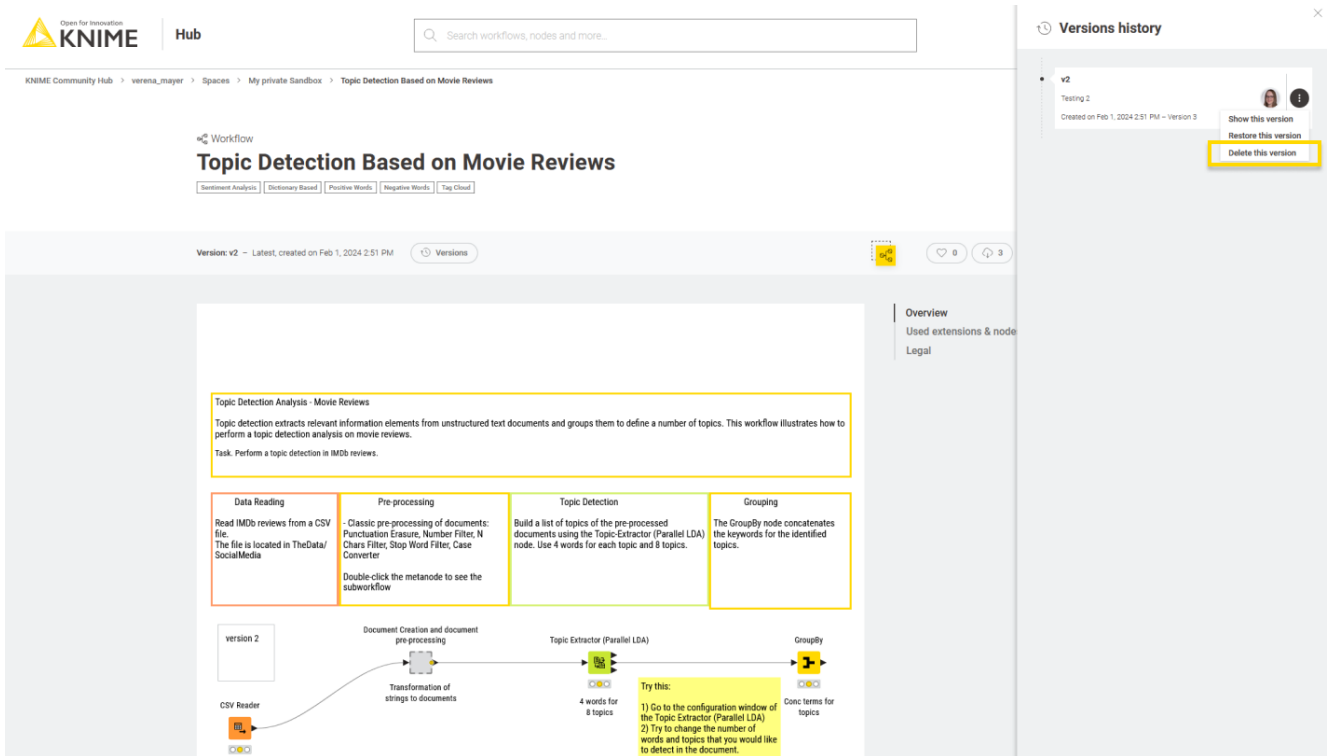 Open for Innovation
KNIME
Hub
Search workflows, nodes and more...
KNIME Community Hub > verena_mayer > Spaces > My private Sandbox > Topic Detection Based on Movie Reviews
Workflow
Topic Detection Based on Movie Reviews
Sentiment Analysis
Dictionary Based
Positive Words
Negative Words
Tag Cloud
Version: v2 – Latest, created on Feb 1, 2024 2:51 PM
Versions
0
3
Overview
Used extensions & node
Legal
Topic Detection Analysis - Movie Reviews
Topic detection extracts relevant information elements from unstructured text documents and groups them to define a number of topics. This workflow illustrates how to
perform a topic detection analysis on movie reviews.
Task. Perform a topic detection in IMDb reviews.
Data Reading
Read IMDb reviews from a CSV
file.
The file is located in TheData/
SocialMedia
Pre-processing
- Classic pre-processing of documents:
Punctuation Erasure, Number Filter, N
Chars Filter, Stop Word Filter, Case
Converter
Double-click the metanode to see the
subworkflow
Topic Detection
Build a list of topics of the pre-processed
documents using the Topic-Extractor (Parallel LDA)
node. Use 4 words for each topic and 8 topics.
Grouping
The GroupBy node concatenates
the keywords for the identified
topics.
version 2
Document Creation and document
pre-processing
Transformation of
strings to documents
Topic Extractor (Parallel LDA)
4 words for
8 topics
GroupBy
Conc terms for
topics
CSV Reader
Try this:
1) Go to the configuration window of
the Topic Extractor (Parallel LDA)
2) Try to change the number of
words and topics that you would like
to detect in the document.
Versions history
v2
Testing 2
Created on Feb 1, 2024 2:51 PM – Version 3
Show this version
Restore this version
Delete this version